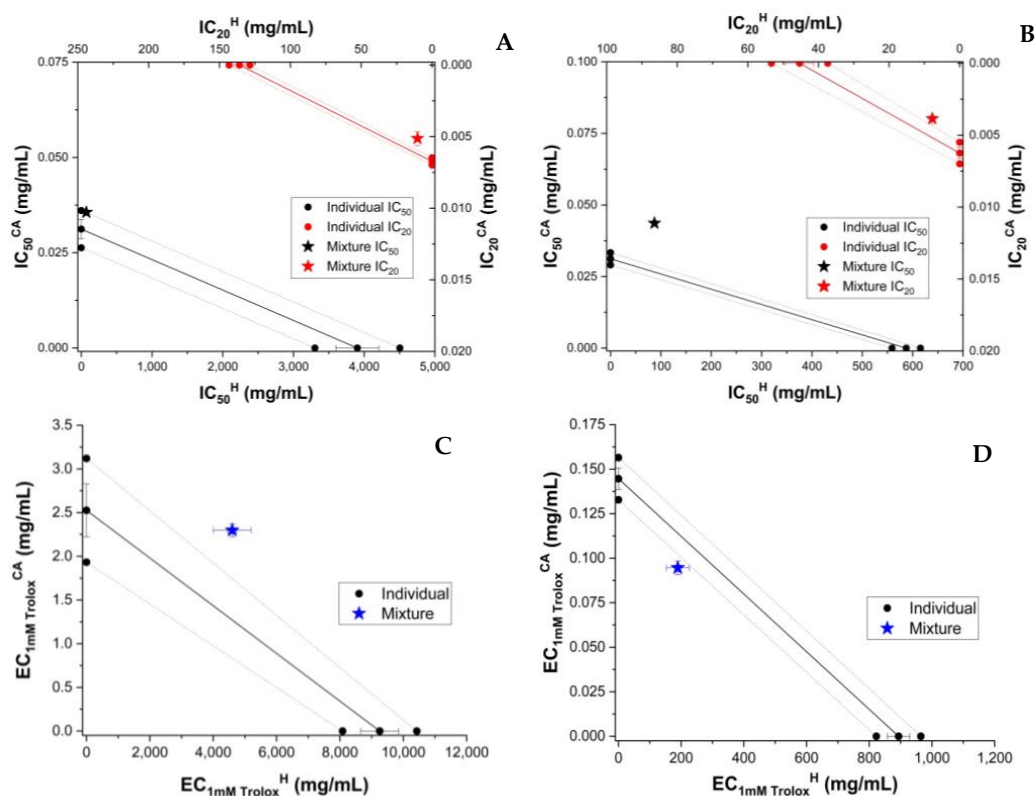 IC20H (mg/mL)
250 200 150 100 50 0
A
0.075
0.050
0.025
0.000
IC50CA (mg/mL)
0.000
0.005
0.010
0.015
0.020
IC20CA (mg/mL)
Individual IC50
Individual IC20
Mixture IC50
Mixture IC20
0 1,000 2,000 3,000 4,000 5,000
IC50H (mg/mL)
IC20H (mg/mL)
100 80 60 40 20 0
B
0.100
0.075
0.050
0.025
0.000
IC50CA (mg/mL)
0.000
0.005
0.010
0.015
0.020
IC20CA (mg/mL)
Individual IC50
Individual IC20
Mixture IC50
Mixture IC20
0 100 200 300 400 500 600 700
IC50H (mg/mL)
C
3.5
3.0
2.5
2.0
1.5
1.0
0.5
0.0
EC1mM TroloxCA (mg/mL)
Individual
Mixture
0 2,000 4,000 6,000 8,000 10,000 12,000
EC1mM TroloxH (mg/mL)
D
0.175
0.150
0.125
0.100
0.075
0.050
0.025
0.000
EC1mM TroloxCA (mg/mL)
Individual
Mixture
0 200 400 600 800 1,000 1,200
EC1mM TroloxH (mg/mL)